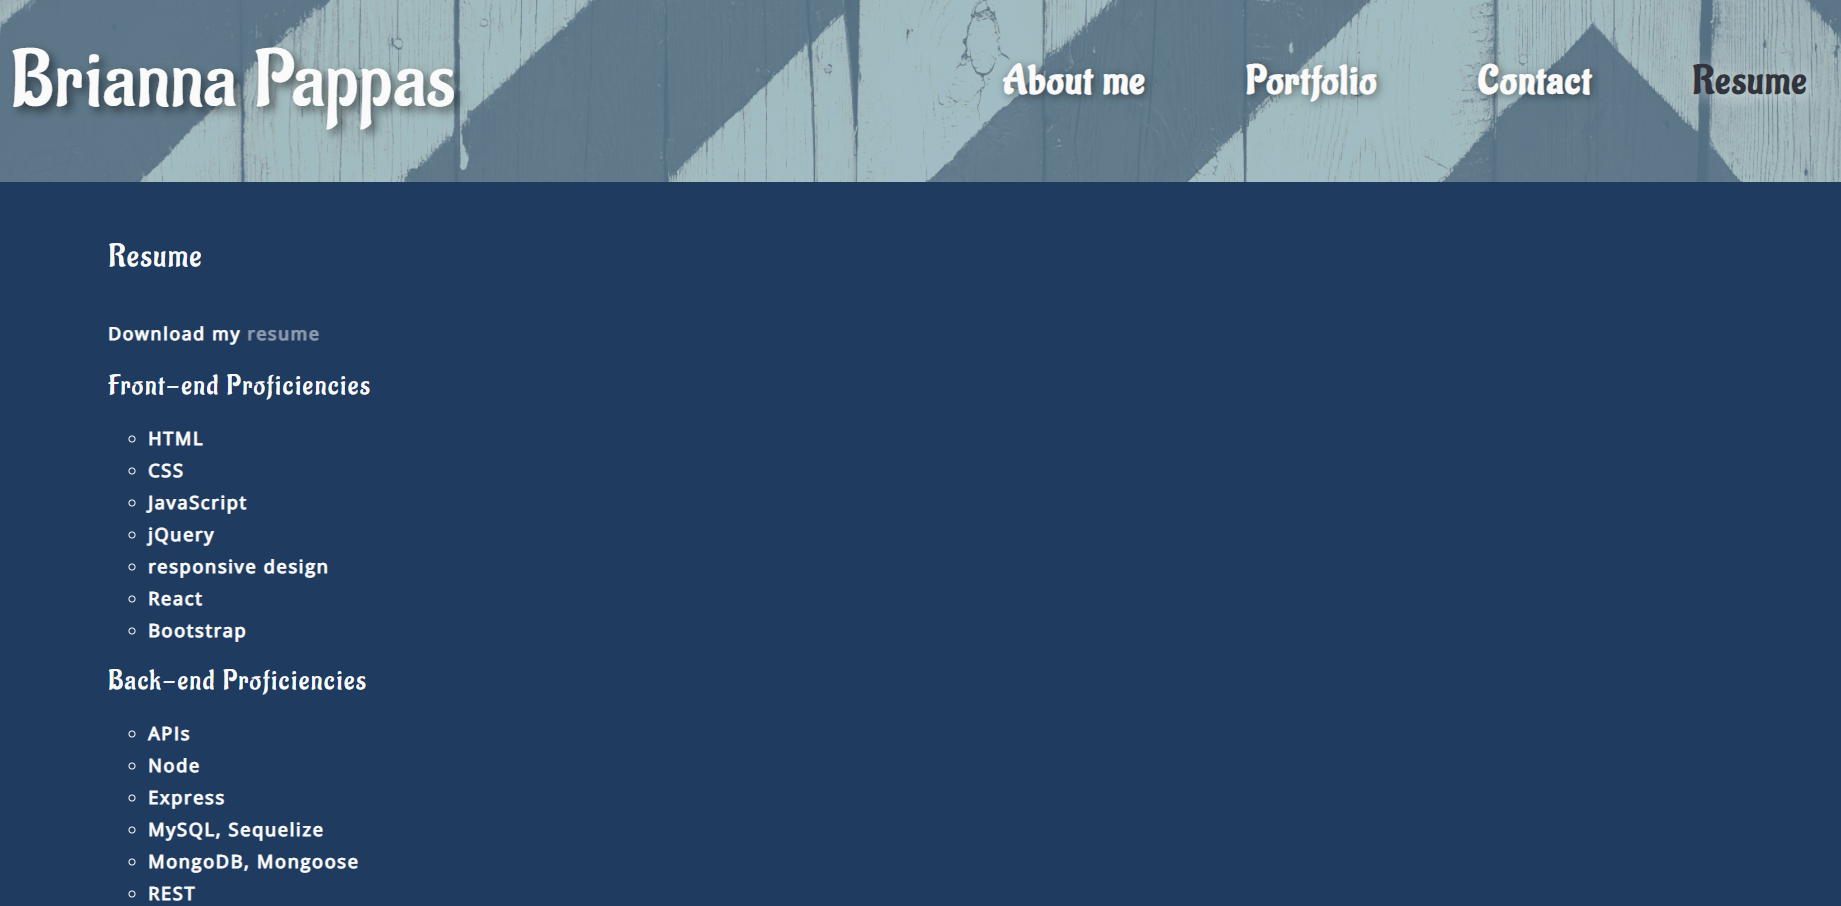 Brianna Pappas
About me Portfolio Contact Resume
Resume
Download my resume
Front-end Proficiencies
HTML
CSS
JavaScript
jQuery
responsive design
React
Bootstrap
Back-end Proficiencies
APIs
Node
Express
MySQL, Sequelize
MongoDB, Mongoose
REST